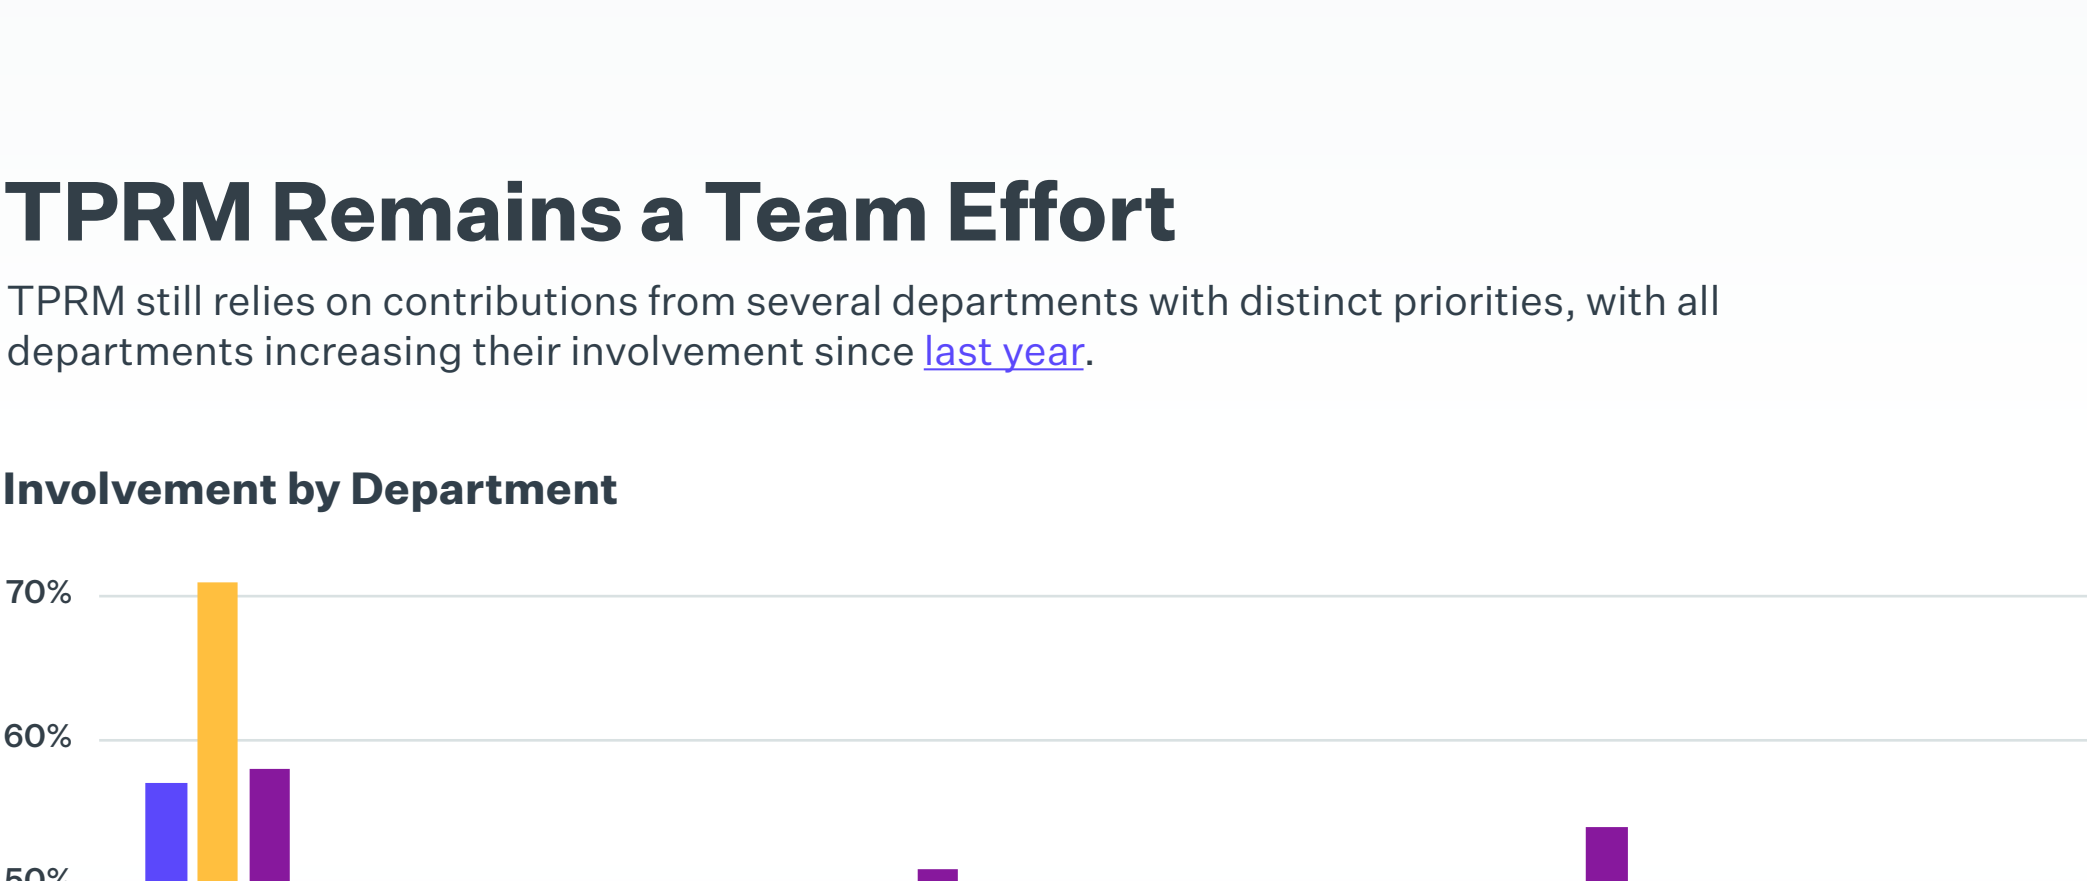 TPRM Remains a Team Effort
TPRM still relies on contributions from several departments with distinct priorities, with all
departments increasing their involvement since last year.
Involvement by Department
70%
60%
50%